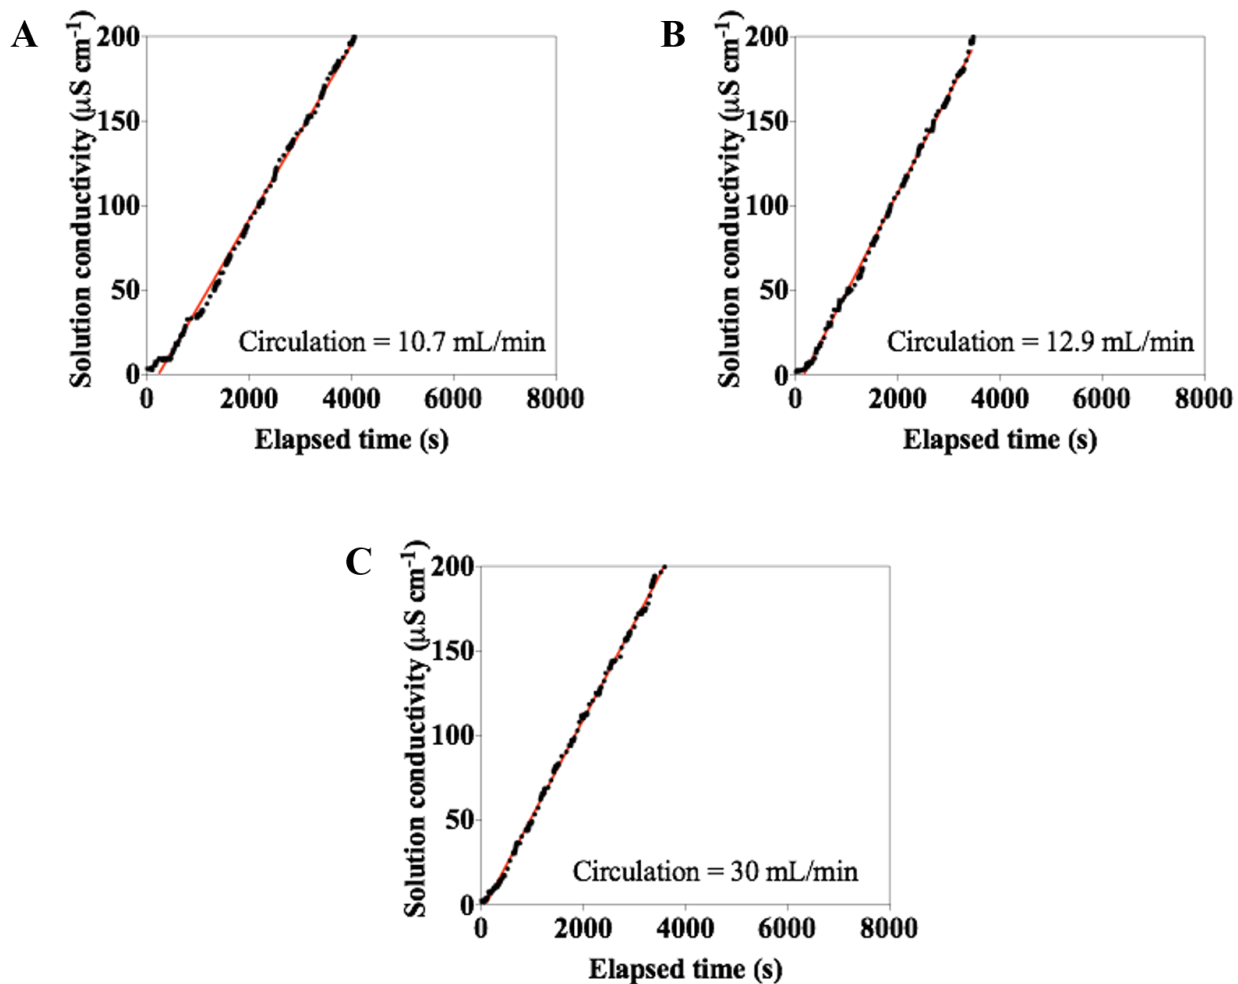 A
Solution conductivity (μS cm-1)
200
150
100
50
0
0 2000 4000 6000 8000
Elapsed time (s)
Circulation = 10.7 mL/min
B
Solution conductivity (μS cm-1)
200
150
100
50
0
0 2000 4000 6000 8000
Elapsed time (s)
Circulation = 12.9 mL/min
C
Solution conductivity (μS cm-1)
200
150
100
50
0
0 2000 4000 6000 8000
Elapsed time (s)
Circulation = 30 mL/min